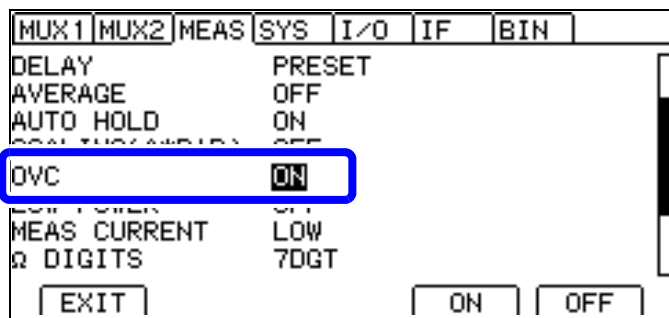 MUX1 MUX2 MEAS SYS I/O IF BIN
DELAY PRESET
AVERAGE OFF
AUTO HOLD ON
OVC ON
MEAS CURRENT LOW
Ω DIGITS 7DGT
EXIT ON OFF